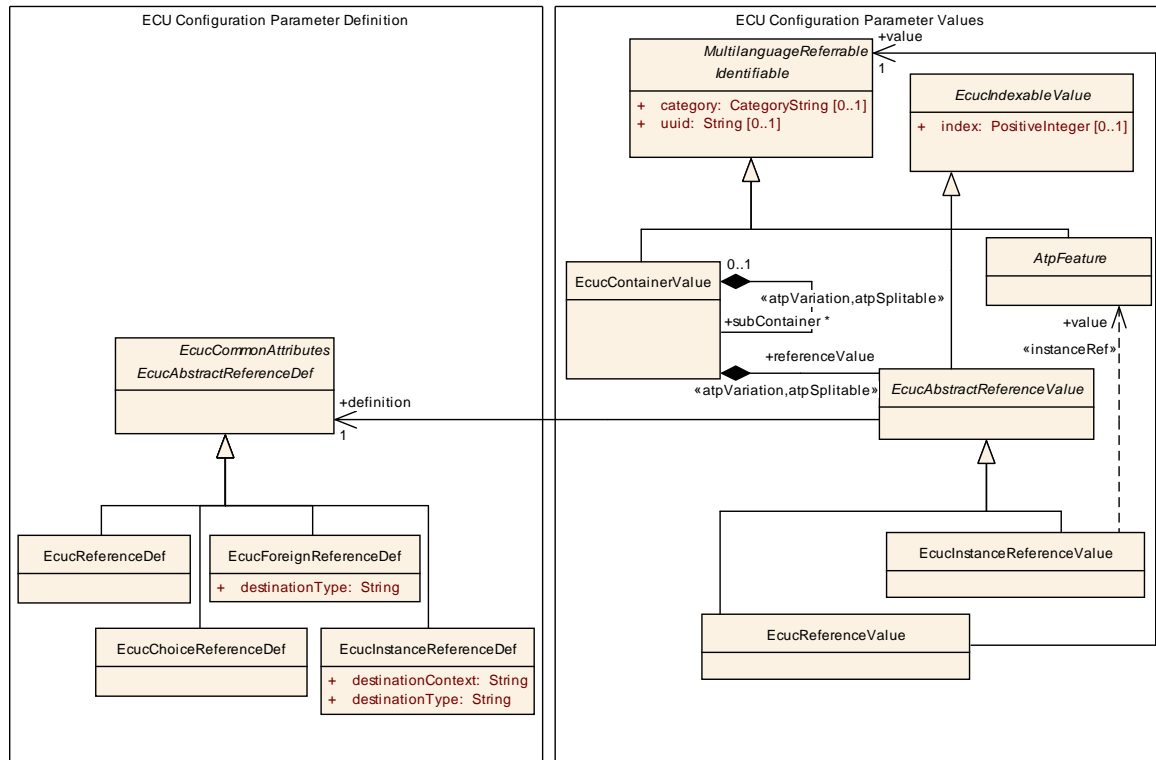 ECU Configuration Parameter Definition
EcucCommonAttributes
EcucAbstractReferenceDef
EcucReferenceDef
EcucForeignReferenceDef
+ destinationType: String
EcucChoiceReferenceDef
EcucInstanceReferenceDef
+ destinationContext: String
+ destinationType: String
ECU Configuration Parameter Values
MultilanguageReferrable
Identifiable
+ category: CategoryString [0..1]
+ uuid: String [0..1]
+value
1
EcucIndexableValue
+ index: PositiveInteger [0..1]
EcucContainerValue
0..1
«atpVariation,atpSplitable»
+subContainer *
AtpFeature
+value
«instanceRef»
+referenceValue
«atpVariation,atpSplitable»
EcucAbstractReferenceValue
+definition
1
EcucInstanceReferenceValue
EcucReferenceValue